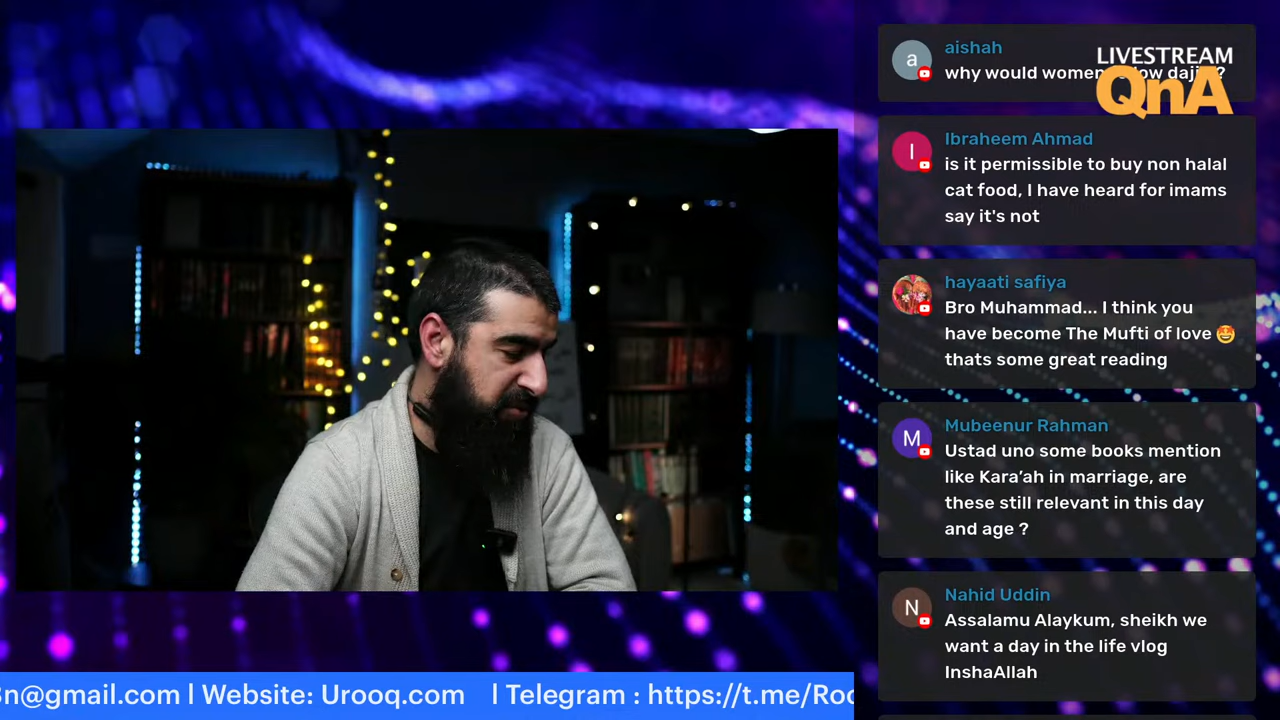 aishah
why would women
LIVESTREAM
QnA
Ibraheem Ahmad
is it permissible to buy non halal
cat food, I have heard for imams
say it's not
hayaati safiya
Bro Muhammad... I think you
have become The Mufti of love 🤩
thats some great reading
Mubeenur Rahman
Ustad uno some books mention
like Kara’ah in marriage, are
these still relevant in this day
and age ?
Nahid Uddin
Assalamu Alaykum, sheikh we
want a day in the life vlog
InshaAllah
n@gmail.com | Website: Urooq.com | Telegram : https://t.me/Roo